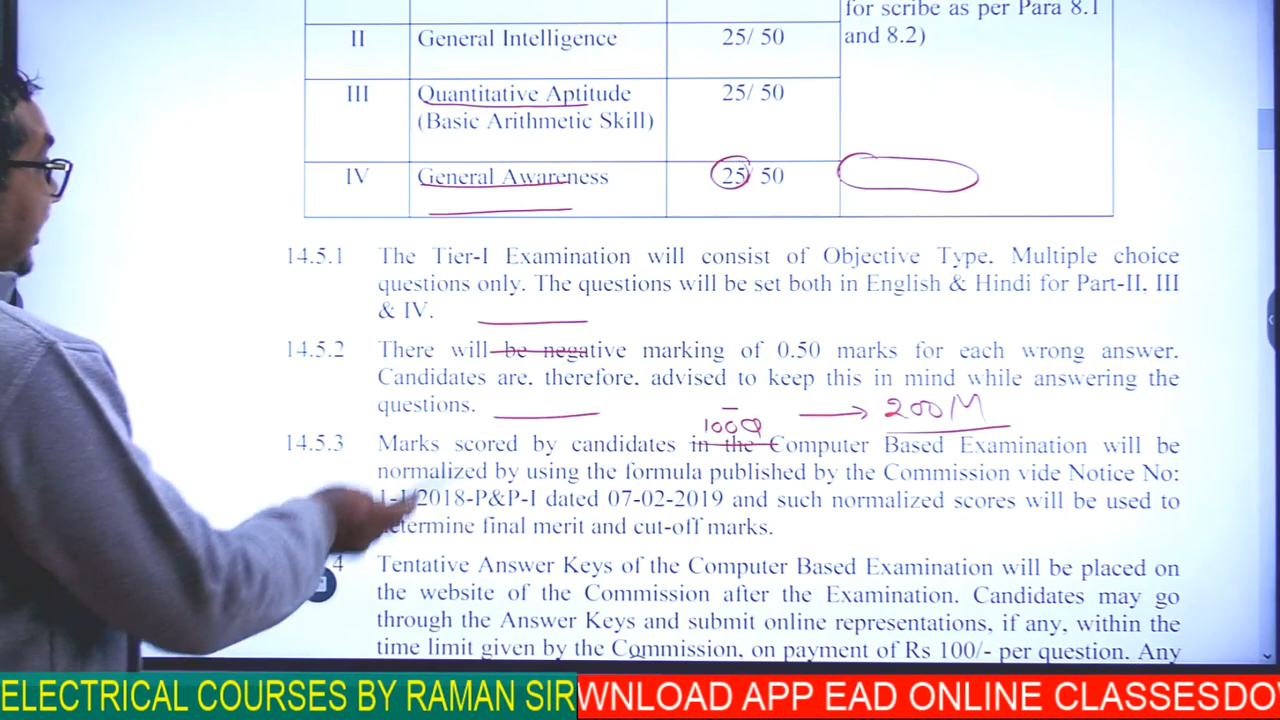 for scribe as per Para 8.1
II General Intelligence 25/ 50 and 8.2)
III Quantitative Aptitude 25/ 50
(Basic Arithmetic Skill)
IV General Awareness 25/ 50
14.5.1 The Tier-I Examination will consist of Objective Type. Multiple choice
questions only. The questions will be set both in English & Hindi for Part-II, III
& IV.
14.5.2 There will be negative marking of 0.50 marks for each wrong answer.
Candidates are, therefore, advised to keep this in mind while answering the
questions.
100Q → 200M
14.5.3 Marks scored by candidates in the Computer Based Examination will be
normalized by using the formula published by the Commission vide Notice No:
1-1/2018-P&P-I dated 07-02-2019 and such normalized scores will be used to
determine final merit and cut-off marks.
4 Tentative Answer Keys of the Computer Based Examination will be placed on
the website of the Commission after the Examination. Candidates may go
through the Answer Keys and submit online representations, if any, within the
time limit given by the Commission, on payment of Rs 100/- per question. Any
ELECTRICAL COURSES BY RAMAN SIR WNLOAD APP EAD ONLINE CLASSESDO